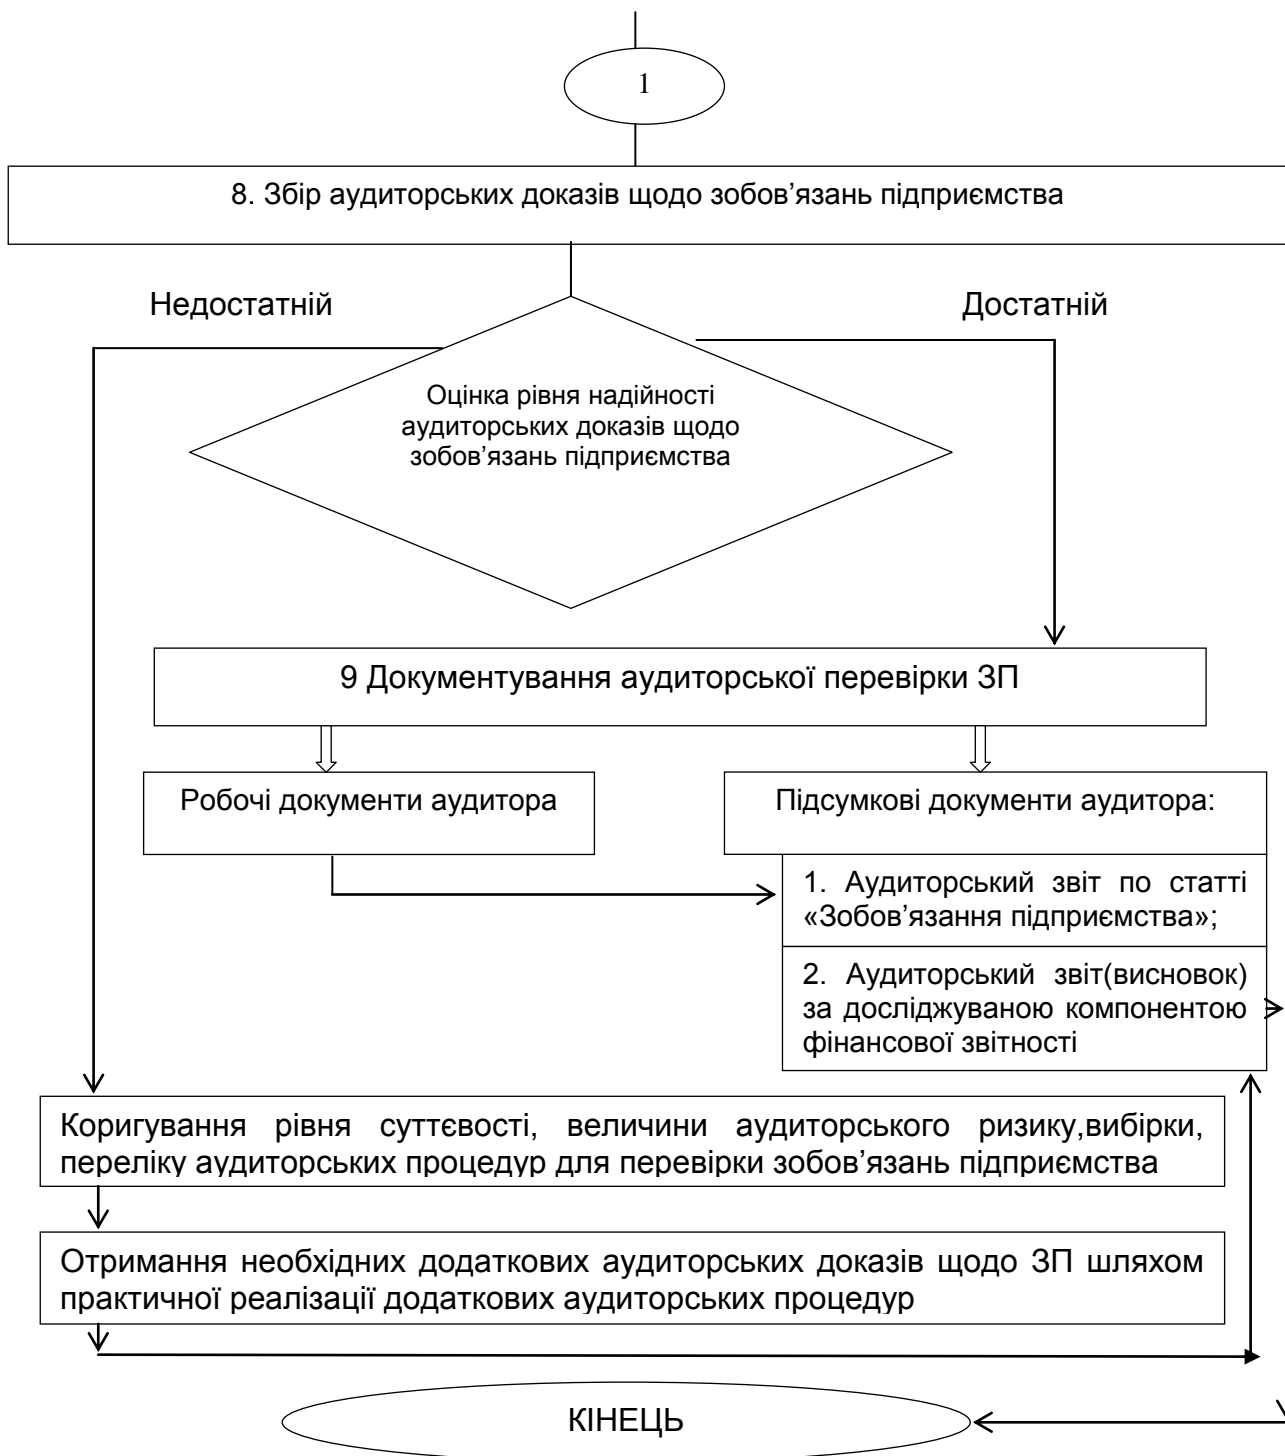 1
8. Збір аудиторських доказів щодо зобов’язань підприємства
Недостатній
Достатній
Оцінка рівня надійності
аудиторських доказів щодо
зобов’язань підприємства
9 Документування аудиторської перевірки ЗП
Робочі документи аудитора
Підсумкові документи аудитора:
1. Аудиторський звіт по статті
«Зобов’язання підприємства»;
2. Аудиторський звіт(висновок)
за досліджуваною компонентою
фінансової звітності
Коригування рівня суттєвості, величини аудиторського ризику,вибірки,
переліку аудиторських процедур для перевірки зобов’язань підприємства
Отримання необхідних додаткових аудиторських доказів щодо ЗП шляхом
практичної реалізації додаткових аудиторських процедур
КІНЕЦЬ